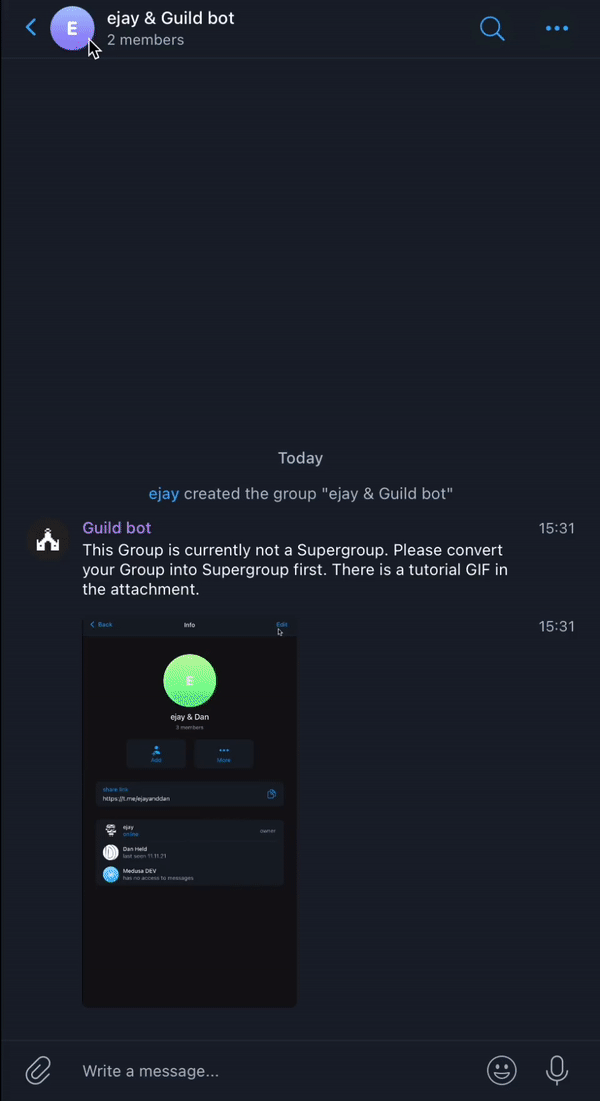 E
ejay & Guild bot
2 members
Today
ejay created the group "ejay & Guild bot"
Guild bot 15:31
This Group is currently not a Supergroup. Please convert
your Group into Supergroup first. There is a tutorial GIF in
the attachment.
15:31
Back Info Edit
E
ejay & Dan
3 members
Add More
share link
https://t.me/ejayanddan
ejay owner
online
Dan Held
last seen 11.11.21
Medusa DEV
has no access to messages
Write a message...